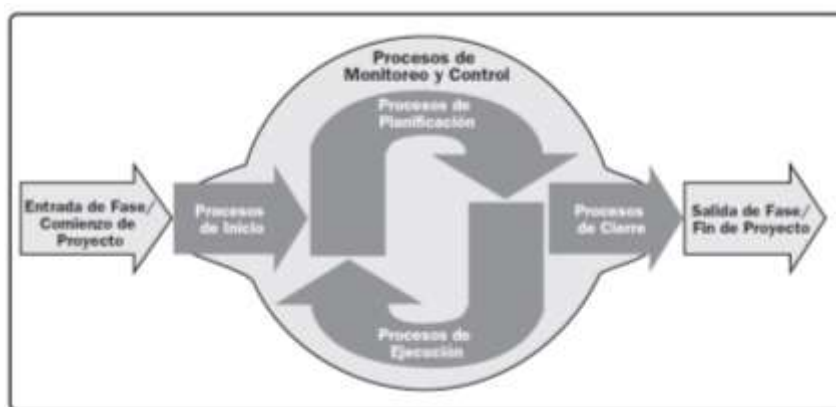 Procesos de
Monitoreo y Control
Procesos de
Planificación
Entrada de Fase/
Comienzo de
Proyecto
Procesos
de Inicio
Procesos
de Cierre
Salida de Fase/
Fin de Proyecto
Procesos de
Ejecución